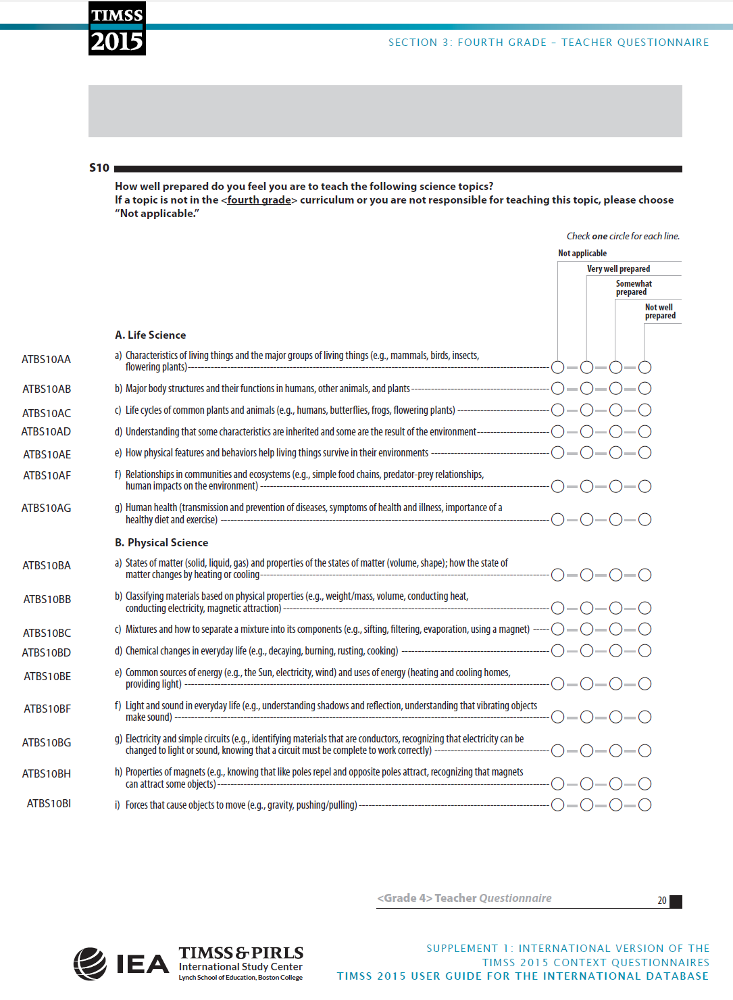 TIMSS
2015
SECTION 3: FOURTH GRADE – TEACHER QUESTIONNAIRE
S10
How well prepared do you feel you are to teach the following science topics?
If a topic is not in the <fourth grade> curriculum or you are not responsible for teaching this topic, please choose
“Not applicable.”
Check one circle for each line.
Not applicable
Very well prepared
Somewhat
prepared
Not well
prepared
A. Life Science
ATBS10AA a) Characteristics of living things and the major groups of living things (e.g., mammals, birds, insects,
flowering plants)
ATBS10AB b) Major body structures and their functions in humans, other animals, and plants
ATBS10AC c) Life cycles of common plants and animals (e.g., humans, butterflies, frogs, flowering plants)
ATBS10AD d) Understanding that some characteristics are inherited and some are the result of the environment
ATBS10AE e) How physical features and behaviors help living things survive in their environments
ATBS10AF f) Relationships in communities and ecosystems (e.g., simple food chains, predator-prey relationships,
human impacts on the environment)
ATBS10AG g) Human health (transmission and prevention of diseases, symptoms of health and illness, importance of a
healthy diet and exercise)
B. Physical Science
ATBS10BA a) States of matter (solid, liquid, gas) and properties of the states of matter (volume, shape); how the state of
matter changes by heating or cooling
ATBS10BB b) Classifying materials based on physical properties (e.g., weight/mass, volume, conducting heat,
conducting electricity, magnetic attraction)
ATBS10BC c) Mixtures and how to separate a mixture into its components (e.g., sifting, filtering, evaporation, using a magnet)
ATBS10BD d) Chemical changes in everyday life (e.g., decaying, burning, rusting, cooking)
ATBS10BE e) Common sources of energy (e.g., the Sun, electricity, wind) and uses of energy (heating and cooling homes,
providing light)
ATBS10BF f) Light and sound in everyday life (e.g., understanding shadows and reflection, understanding that vibrating objects
make sound)
ATBS10BG g) Electricity and simple circuits (e.g., identifying materials that are conductors, recognizing that electricity can be
changed to light or sound, knowing that a circuit must be complete to work correctly)
ATBS10BH h) Properties of magnets (e.g., knowing that like poles repel and opposite poles attract, recognizing that magnets
can attract some objects)
ATBS10BI i) Forces that cause objects to move (e.g., gravity, pushing/pulling)
<Grade 4> Teacher Questionnaire 20
IEA
TIMSS & PIRLS
International Study Center
Lynch School of Education, Boston College
SUPPLEMENT 1: INTERNATIONAL VERSION OF THE
TIMSS 2015 CONTEXT QUESTIONNAIRES
TIMSS 2015 USER GUIDE FOR THE INTERNATIONAL DATABASE